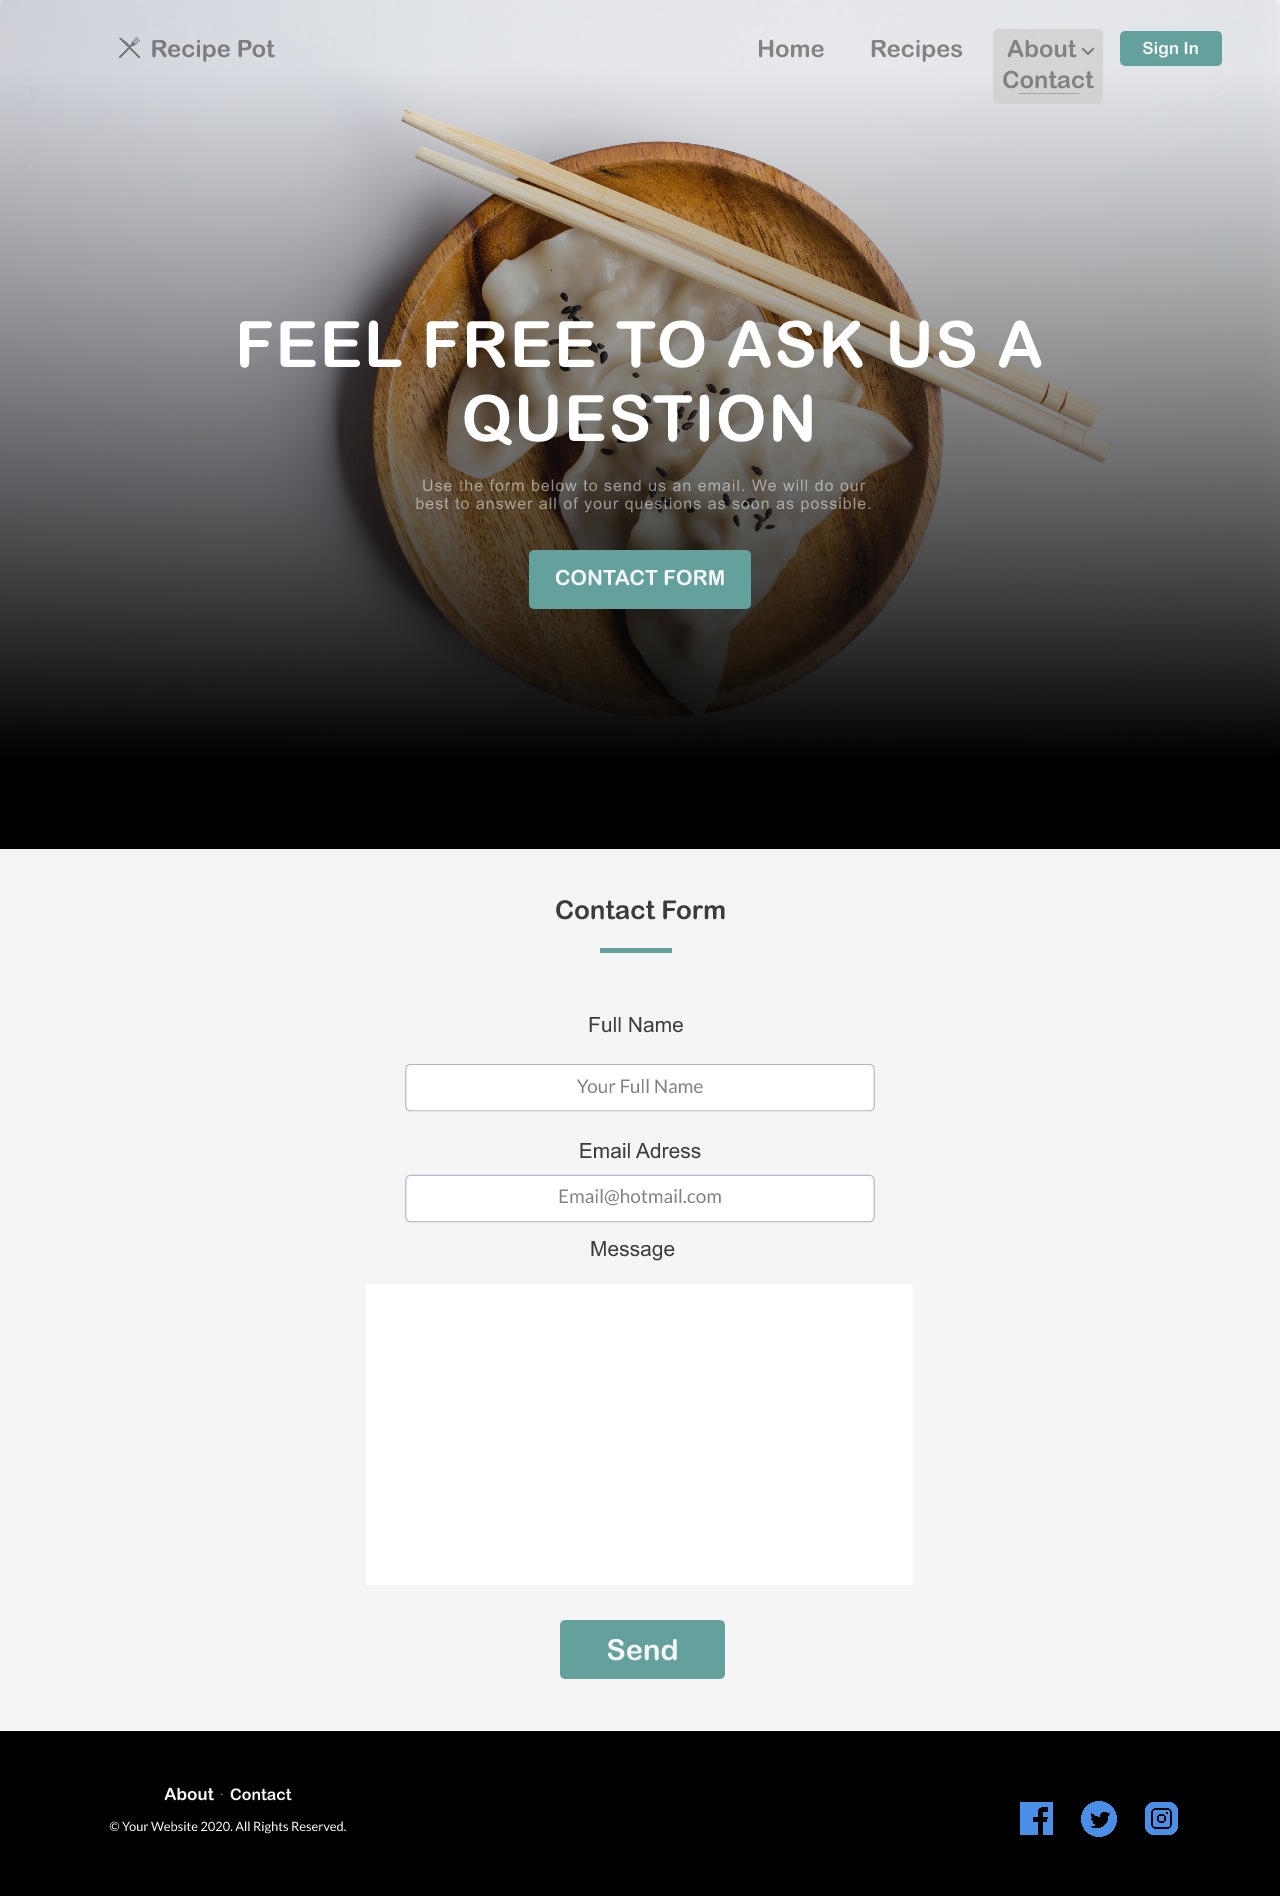 Recipe Pot
Home
Recipes
About
Sign In
Contact
FEEL FREE TO ASK US A
QUESTION
Use the form below to send us an email. We will do our
best to answer all of your questions as soon as possible.
CONTACT FORM
Contact Form
Full Name
Your Full Name
Email Adress
Email@hotmail.com
Message
Send
About · Contact
© Your Website 2020. All Rights Reserved.